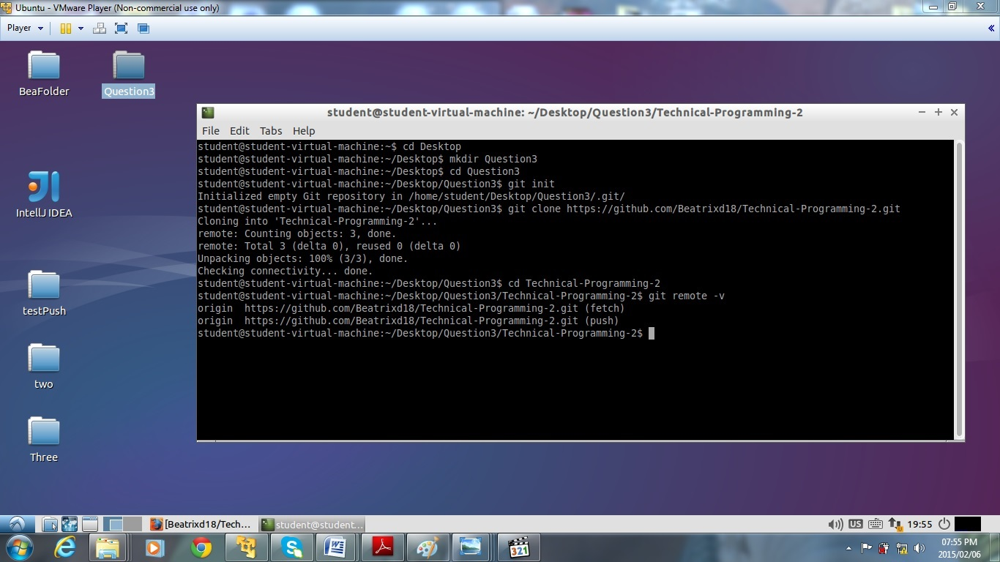 Ubuntu - VMware Player (Non-commercial use only)
Player
BeaFolder
Question3
IntellJ IDEA
testPush
two
Three
student@student-virtual-machine: ~/Desktop/Question3/Technical-Programming-2
File Edit Tabs Help
student@student-virtual-machine:~$ cd Desktop
student@student-virtual-machine:~/Desktop$ mkdir Question3
student@student-virtual-machine:~/Desktop$ cd Question3
student@student-virtual-machine:~/Desktop/Question3$ git init
Initialized empty Git repository in /home/student/Desktop/Question3/.git/
student@student-virtual-machine:~/Desktop/Question3$ git clone https://github.com/Beatrixd18/Technical-Programming-2.git
Cloning into 'Technical-Programming-2'...
remote: Counting objects: 3, done.
remote: Total 3 (delta 0), reused 0 (delta 0)
Unpacking objects: 100% (3/3), done.
Checking connectivity... done.
student@student-virtual-machine:~/Desktop/Question3$ cd Technical-Programming-2
student@student-virtual-machine:~/Desktop/Question3/Technical-Programming-2$ git remote -v
origin  https://github.com/Beatrixd18/Technical-Programming-2.git (fetch)
origin  https://github.com/Beatrixd18/Technical-Programming-2.git (push)
student@student-virtual-machine:~/Desktop/Question3/Technical-Programming-2$
[Beatrixd18/Tech... student@student... US 19:55
321
07:55 PM
2015/02/06